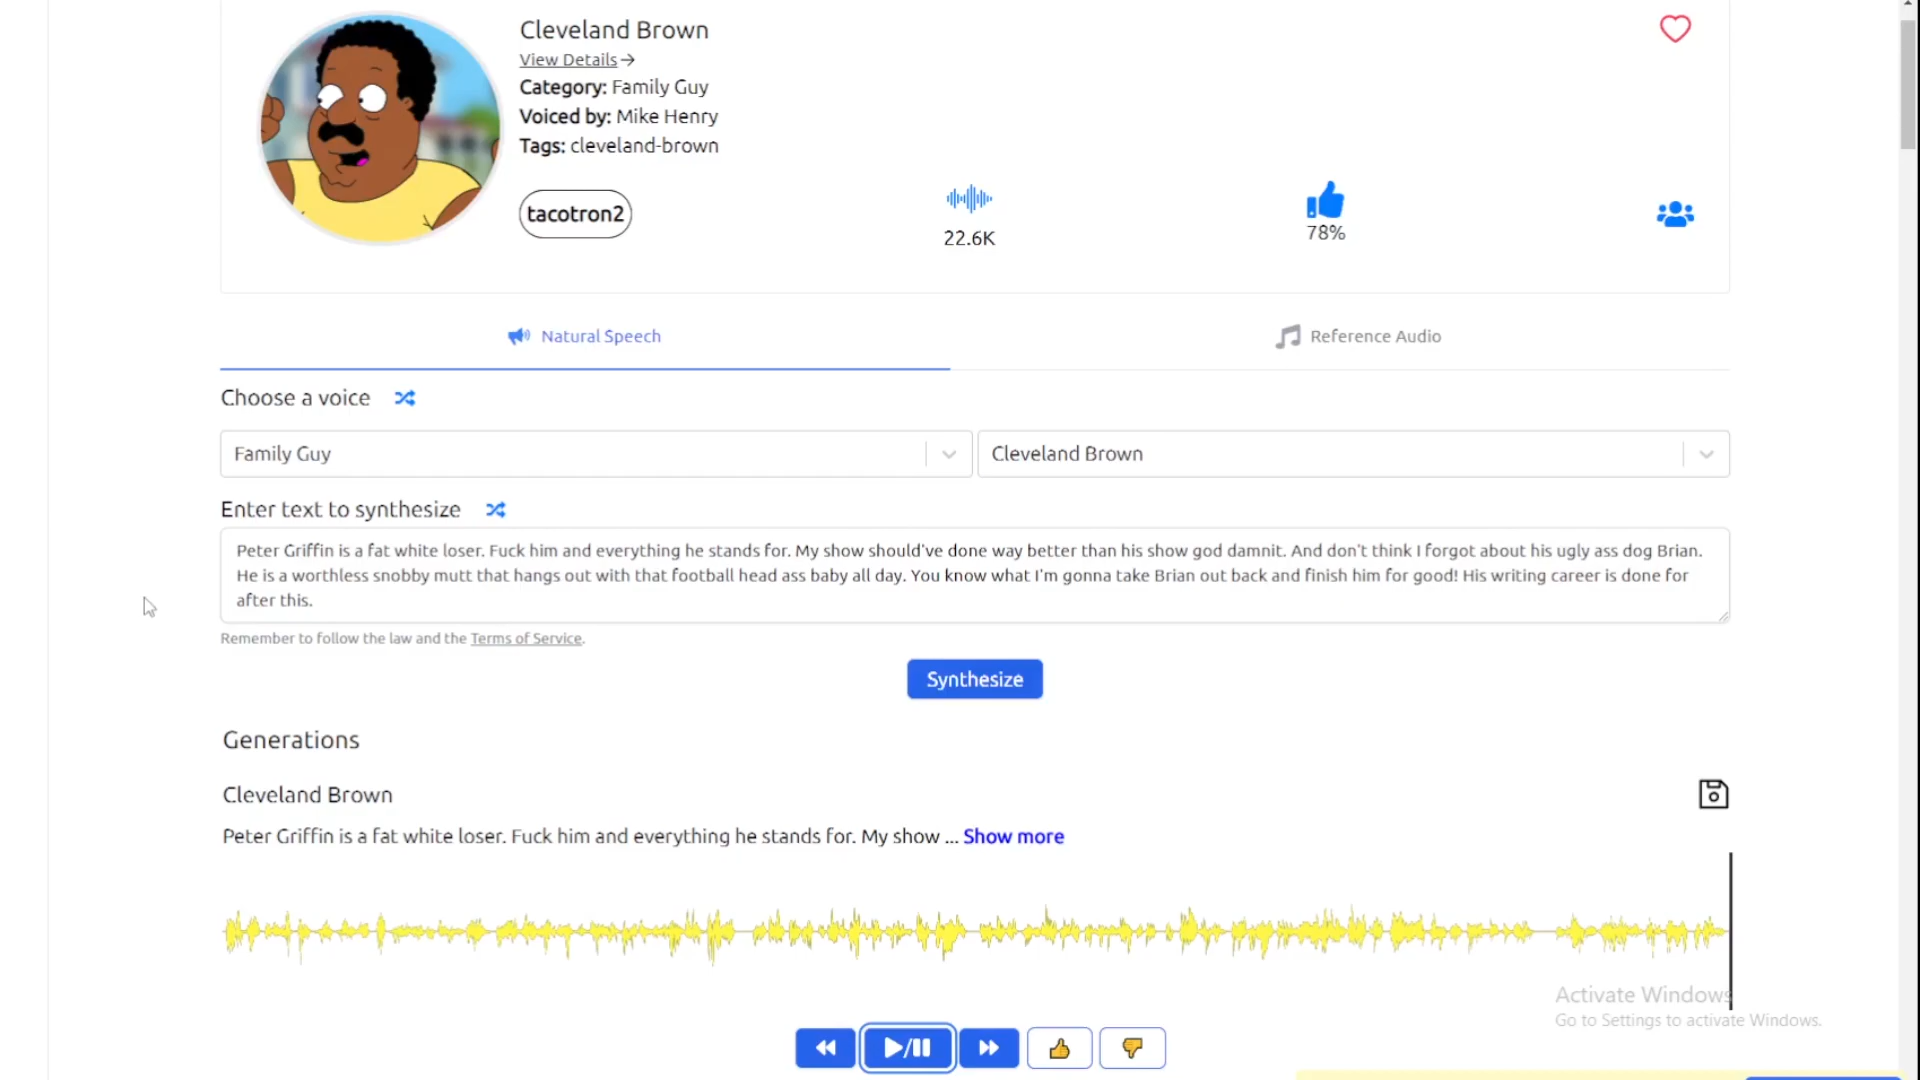 Cleveland Brown
View Details
Category: Family Guy
Voiced by: Mike Henry
Tags: cleveland-brown
tacotron2
22.6K
78%
Natural Speech
Reference Audio
Choose a voice
Family Guy
Cleveland Brown
Enter text to synthesize
Peter Griffin is a fat white loser. Fuck him and everything he stands for. My show should've done way better than his show god damnit. And don't think I forgot about his ugly ass dog Brian.
He is a worthless snobby mutt that hangs out with that football head ass baby all day. You know what I'm gonna take Brian out back and finish him for good! His writing career is done for
after this.
Remember to follow the law and the Terms of Service.
Synthesize
Generations
Cleveland Brown
Peter Griffin is a fat white loser. Fuck him and everything he stands for. My show ... Show more
Activate Windows
Go to Settings to activate Windows.